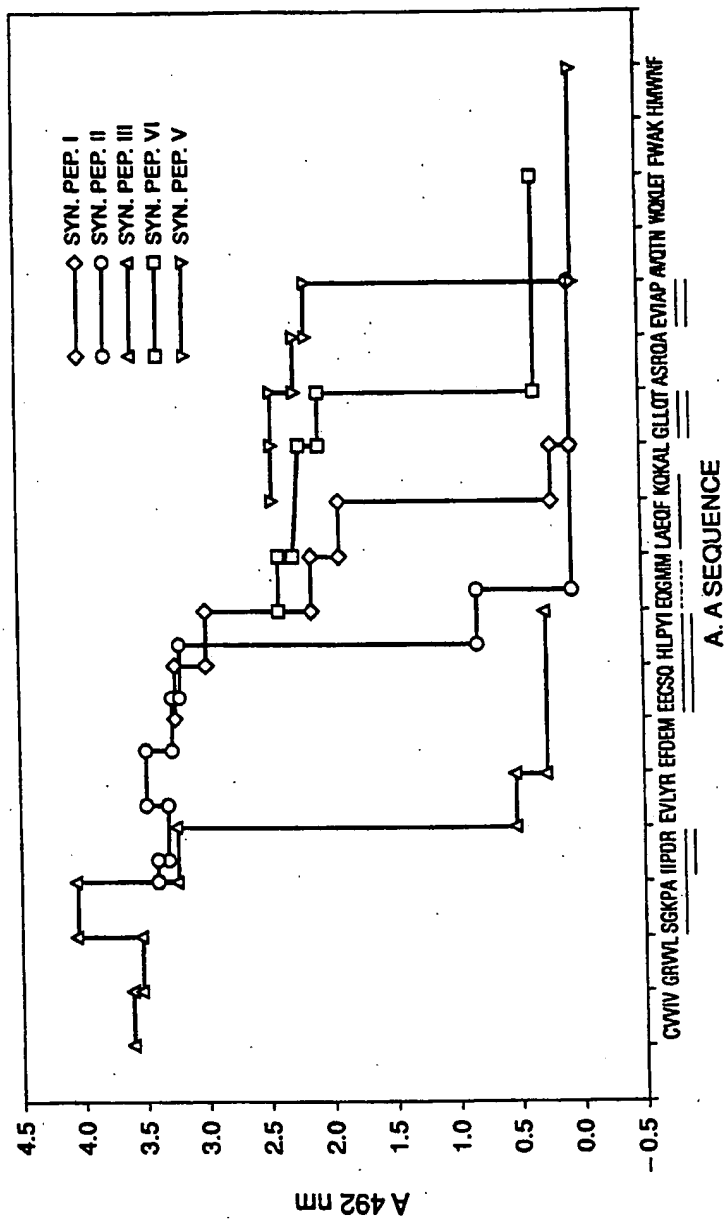 4.5
4.0
3.5
3.0
2.5
2.0
1.5
1.0
0.5
0.0
– 0.5
A 492 nm
SYN. PEP. I
SYN. PEP. II
SYN. PEP. III
SYN. PEP. VI
SYN. PEP. V
CVVIV GRVVL SGKPA IIPDR EVLYR EFDEM EECSQ HLPYI EQGMM LAEQF KQKAL GLLQT ASRQA EVIAP AVQTN WQKLET FWAK HMWNF
A. A SEQUENCE